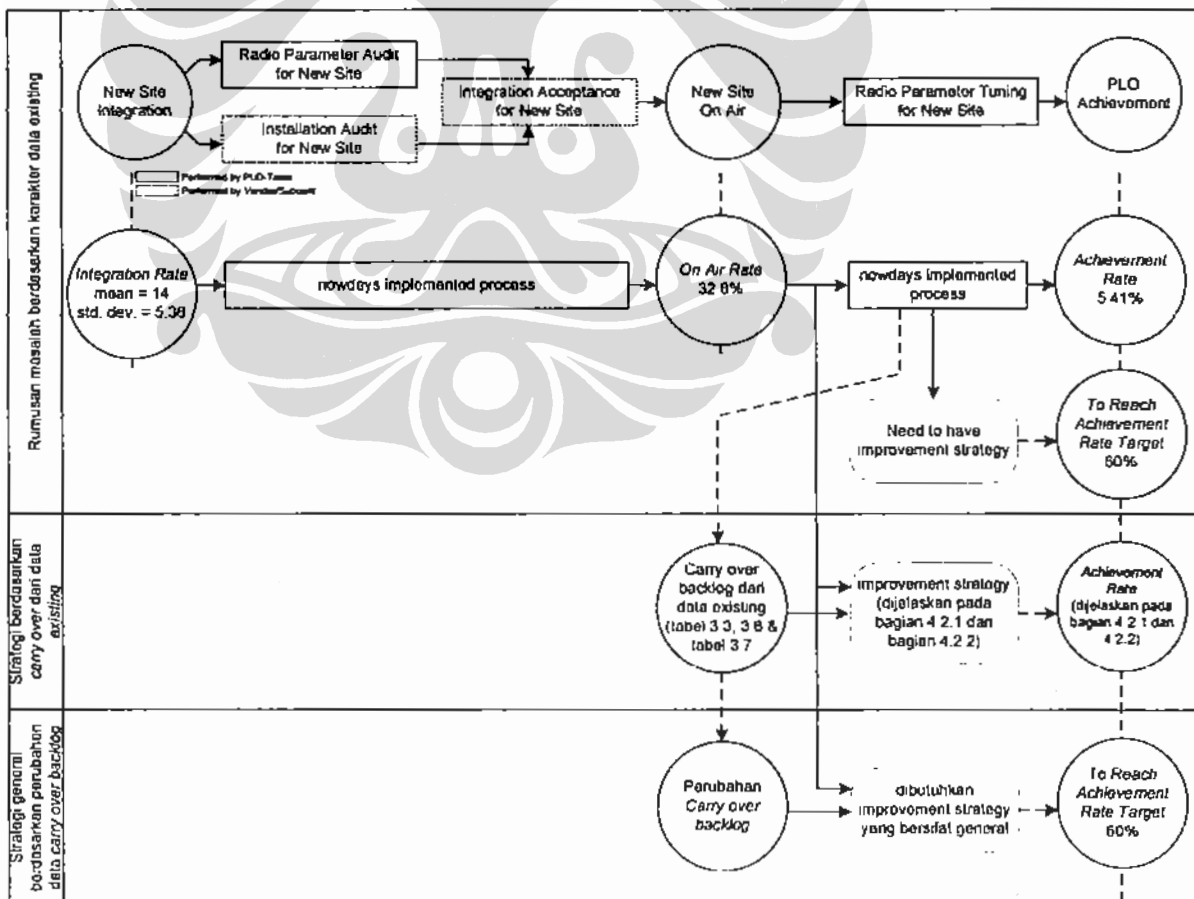 Rumusan masalah berdasarkan karakter data existing
New Site
Integration
Radio Parameter Audit
for New Site
Installation Audit
for New Site
Integration Acceptance
for New Site
New Site
On Air
Radio Parameter Tuning
for New Site
PLO
Achievement
Performed by PLO-Team
Performed by Vendor/Subcont
Integration Rate
mean = 14
std. dev. = 5.38
nowdays implemented process
On Air Rate
32.8%
nowdays implemented
process
Achievement
Rate
5.41%
Need to have
improvement strategy
To Reach
Achievement
Rate Target
60%
Strategi berdasarkan
carry over dari data
existing
Carry over
backlog dari
data existing
(tabel 3.3, 3.6 &
tabel 3.7
improvement strategy
(dijelaskan pada
bagian 4.2.1 dan
bagian 4.2.2)
Achievement
Rate
(dijelaskan pada
bagian 4.2.1 dan
4.2.2)
Strategi general
berdasarkan perubahan
data carry over backlog
Perubahan
Carry over
backlog
dibutuhkan
improvement strategy
yang bersifat general
To Reach
Achievement
Rate Target
60%